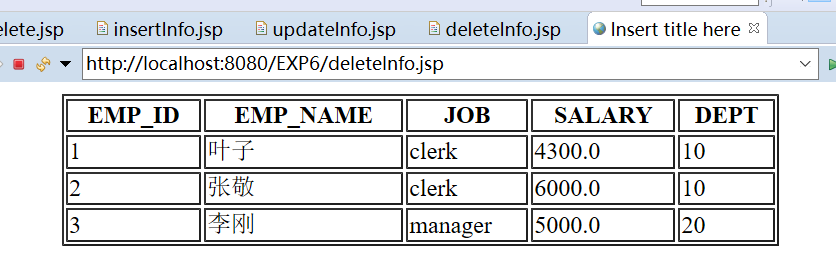 elete.jsp insertInfo.jsp updateInfo.jsp deleteInfo.jsp Insert title here
http://localhost:8080/EXP6/deleteInfo.jsp
EMP_ID EMP_NAME JOB SALARY DEPT
1 叶子 clerk 4300.0 10
2 张敬 clerk 6000.0 10
3 李刚 manager 5000.0 20